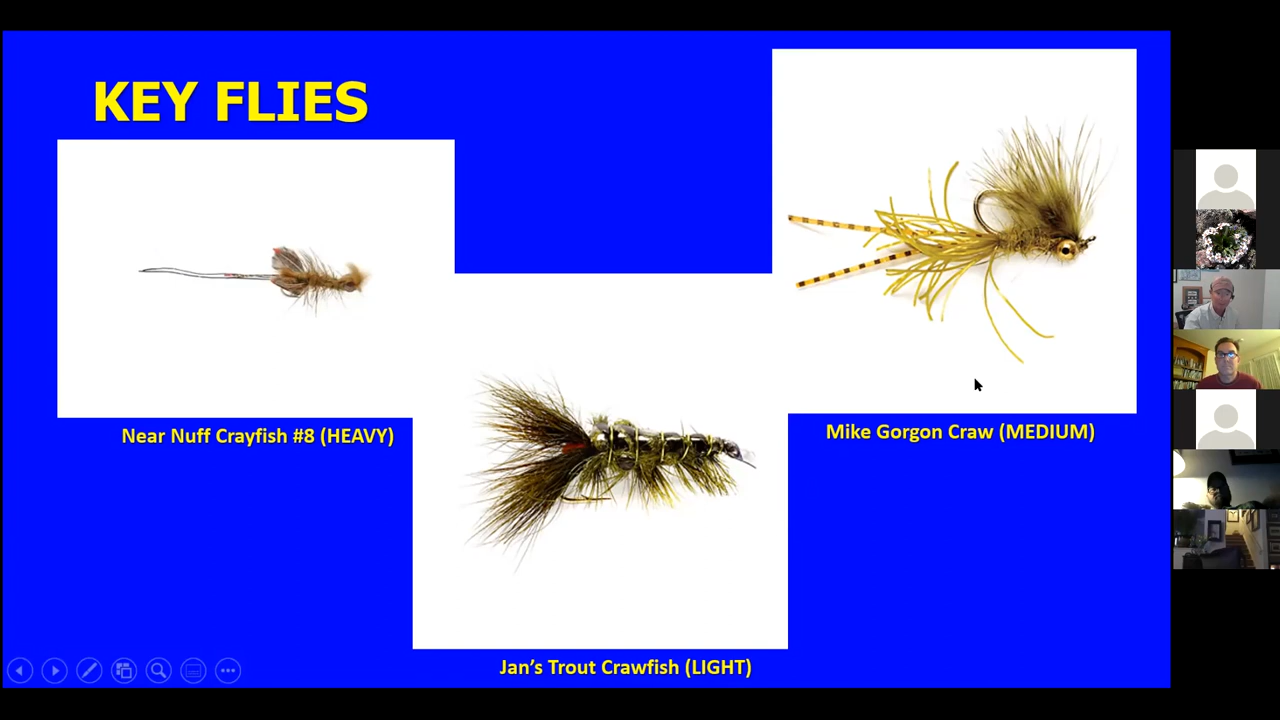 KEY FLIES
Near Nuff Crayfish #8 (HEAVY)
Mike Gorgon Craw (MEDIUM)
Jan’s Trout Crawfish (LIGHT)